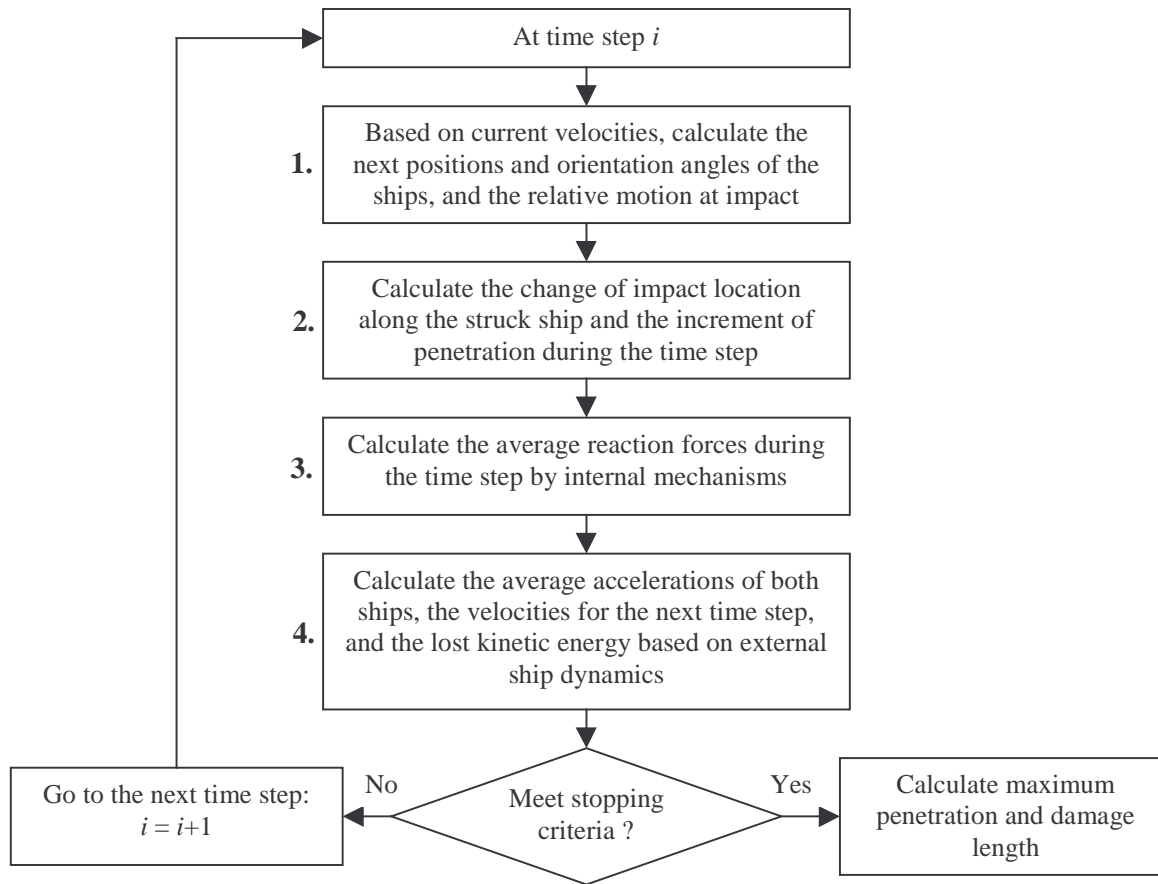 At time step i
1.
Based on current velocities, calculate the
next positions and orientation angles of the
ships, and the relative motion at impact
2.
Calculate the change of impact location
along the struck ship and the increment of
penetration during the time step
3.
Calculate the average reaction forces during
the time step by internal mechanisms
4.
Calculate the average accelerations of both
ships, the velocities for the next time step,
and the lost kinetic energy based on external
ship dynamics
Meet stopping
criteria ?
No
Go to the next time step:
i = i+1
Yes
Calculate maximum
penetration and damage
length